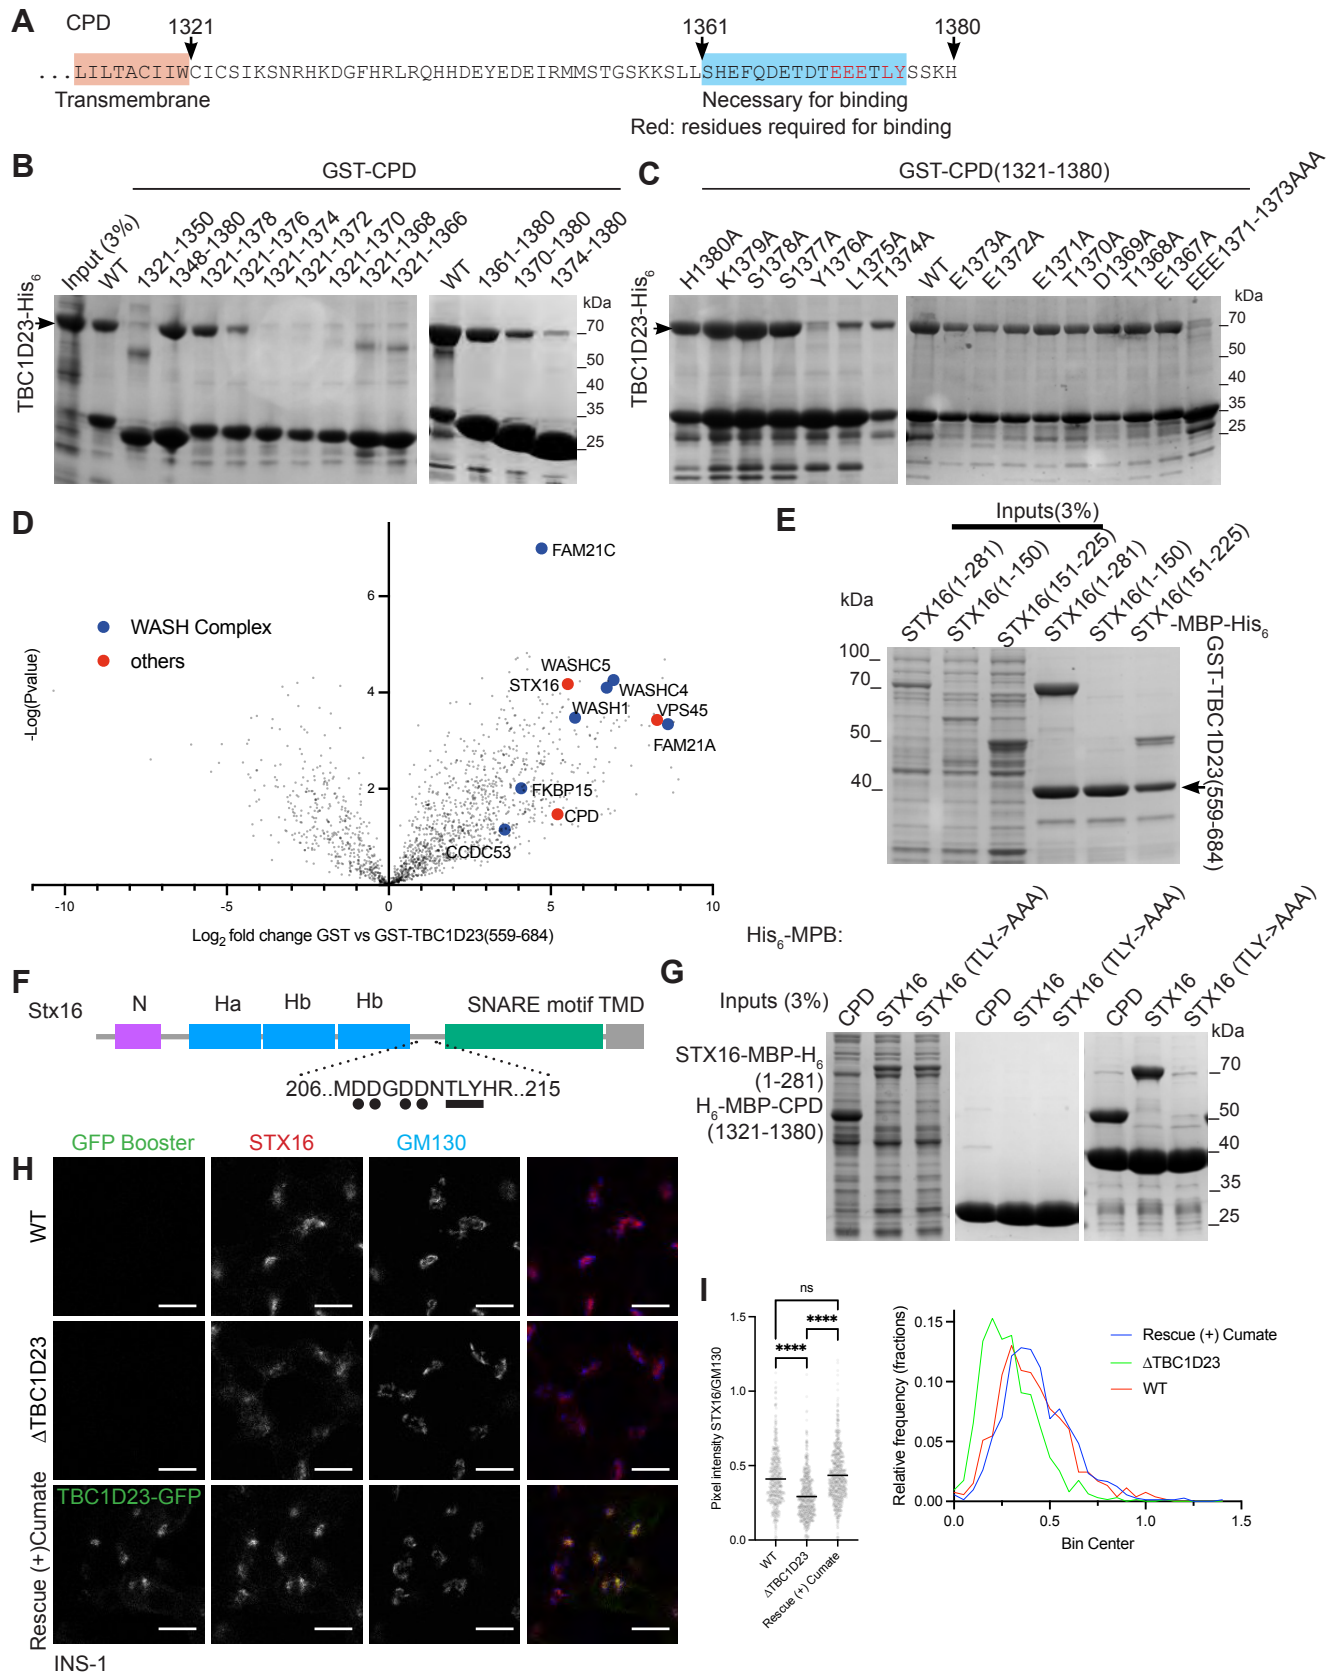 A
CPD
1321
1361
1380
...LILTACIIWCICSIKSNRHKDGFHRLRQHHDEYEDEIRMMSTGSKKSLLSHEFQDETDTEEETLYSSKH
Transmembrane
Necessary for binding
Red: residues required for binding
B
GST-CPD
Input (3%)
WT
1321-1350
1348-1380
1321-1378
1321-1376
1321-1374
1321-1372
1321-1370
1321-1368
1321-1366
WT
1361-1380
1370-1380
1374-1380
TBC1D23-His6
kDa
70
50
40
35
25
C
GST-CPD(1321-1380)
H1380A
K1379A
S1378A
S1377A
Y1376A
L1375A
T1374A
WT
E1373A
E1372A
E1371A
T1370A
D1369A
T1368A
E1367A
EEE1371-1373AAA
TBC1D23-His6
kDa
70
50
40
35
25
D
-Log(Pvalue)
6
4
2
WASH Complex
others
FAM21C
WASHC5
STX16
WASHC4
WASH1
VPS45
FAM21A
FKBP15
CPD
CCDC53
-10
-5
0
5
10
Log2 fold change GST vs GST-TBC1D23(559-684)
E
Inputs(3%)
STX16(1-281)
STX16(1-150)
STX16(151-225)
STX16(1-281)
STX16(1-150)
STX16(151-225)
-MBP-His6
kDa
100
70
50
40
GST-TBC1D23(559-684)
F
Stx16
N
Ha
Hb
Hb
SNARE motif
TMD
206..MDDGDDNTLYHR..215
G
His6-MPB:
Inputs (3%)
CPD
STX16
STX16 (TLY->AAA)
CPD
STX16
STX16 (TLY->AAA)
CPD
STX16
STX16 (TLY->AAA)
STX16-MBP-H6
(1-281)
H6-MBP-CPD
(1321-1380)
kDa
70
50
40
35
25
H
GFP Booster
STX16
GM130
WT
ΔTBC1D23
Rescue (+)Cumate
TBC1D23-GFP
INS-1
I
ns
****
****
Pixel intensity STX16/GM130
1.5
1.0
0.5
0.0
WT
ΔTBC1D23
Rescue (+) Cumate
Relative frequency (fractions)
0.15
0.10
0.05
0.00
0.0
0.5
1.0
1.5
Bin Center
Rescue (+) Cumate
ΔTBC1D23
WT